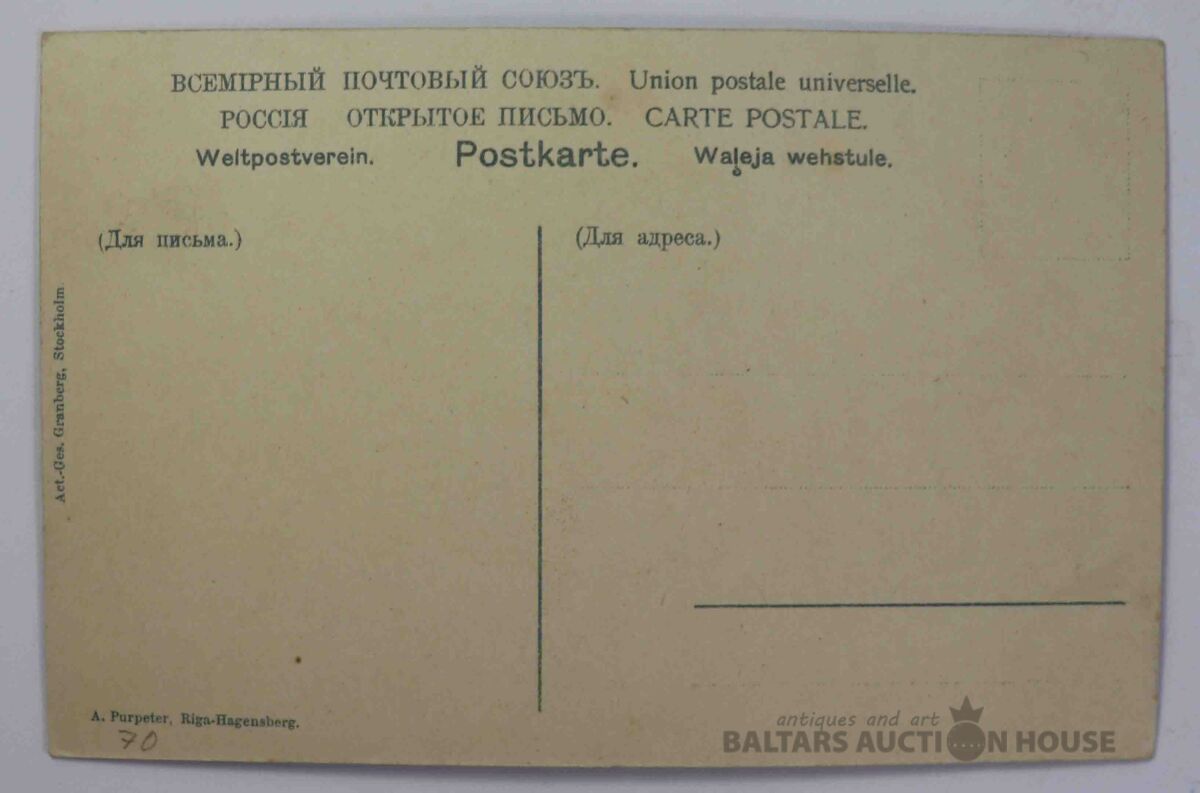 ВСЕМІРНЫЙ ПОЧТОВЫЙ СОЮЗЪ. Union postale universelle.
РОССІЯ ОТКРЫТОЕ ПИСЬМО. CARTE POSTALE.
Weltpostverein. Postkarte. Waļeja wehstule.
(Для письма.)
(Для адреса.)
Act.-Ges. Granberg, Stockholm
A. Purpeter, Riga-Hagensberg.
70
antiques and art
BALTARS AUCTION HOUSE